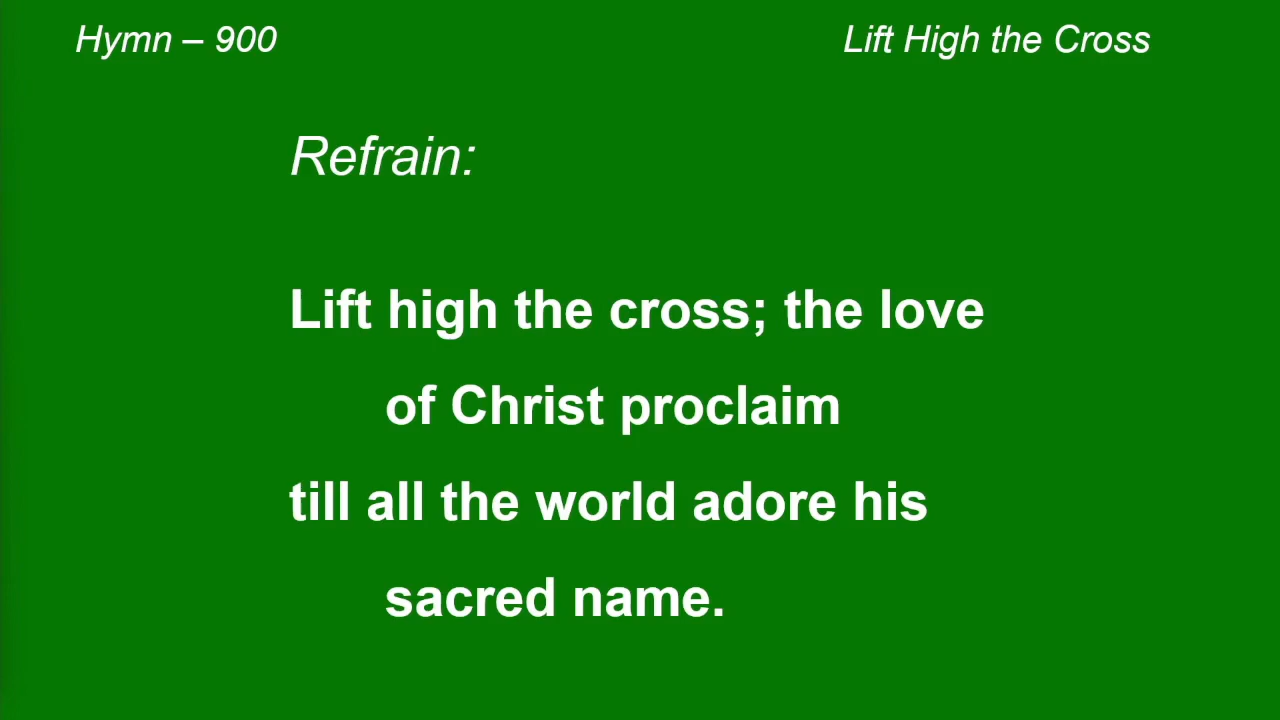 Hymn – 900
Lift High the Cross
Refrain:
Lift high the cross; the love
of Christ proclaim
till all the world adore his
sacred name.